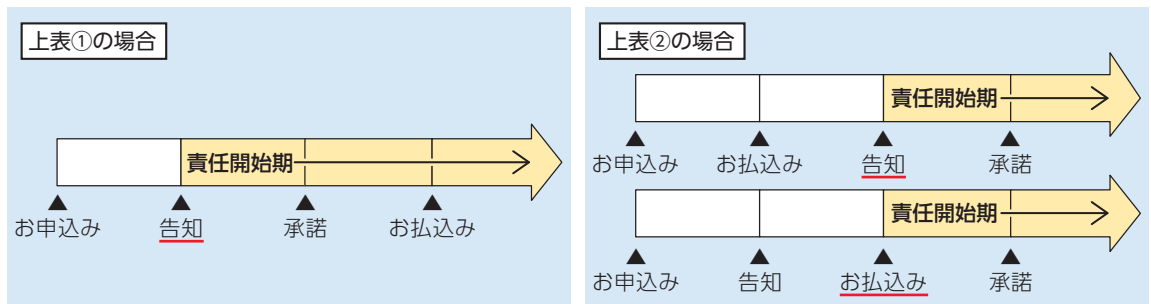 上表①の場合
責任開始期
お申込み 告知 承諾 お払込み
上表②の場合
責任開始期
お申込み お払込み 告知 承諾
責任開始期
お申込み 告知 お払込み 承諾